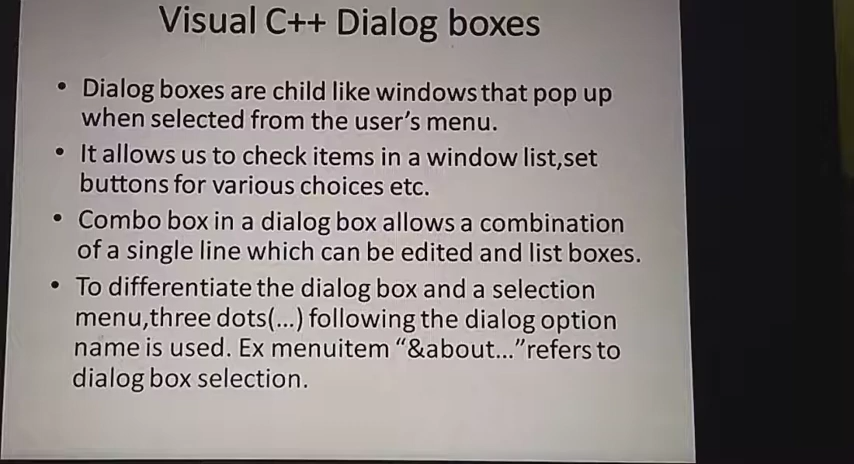 Visual C++ Dialog boxes
• Dialog boxes are child like windows that pop up
when selected from the user's menu.
• It allows us to check items in a window list,set
buttons for various choices etc.
• Combo box in a dialog box allows a combination
of a single line which can be edited and list boxes.
• To differentiate the dialog box and a selection
menu,three dots(...) following the dialog option
name is used. Ex menuitem “&about...”refers to
dialog box selection.